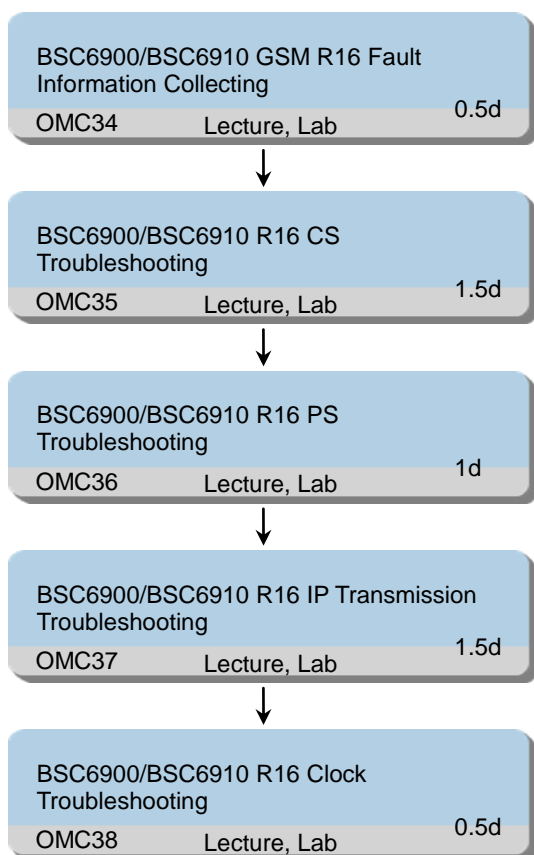 BSC6900/BSC6910 GSM R16 Fault
Information Collecting
0.5d
OMC34 Lecture, Lab
BSC6900/BSC6910 R16 CS
Troubleshooting
1.5d
OMC35 Lecture, Lab
BSC6900/BSC6910 R16 PS
Troubleshooting
1d
OMC36 Lecture, Lab
BSC6900/BSC6910 R16 IP Transmission
Troubleshooting
1.5d
OMC37 Lecture, Lab
BSC6900/BSC6910 R16 Clock
Troubleshooting
0.5d
OMC38 Lecture, Lab